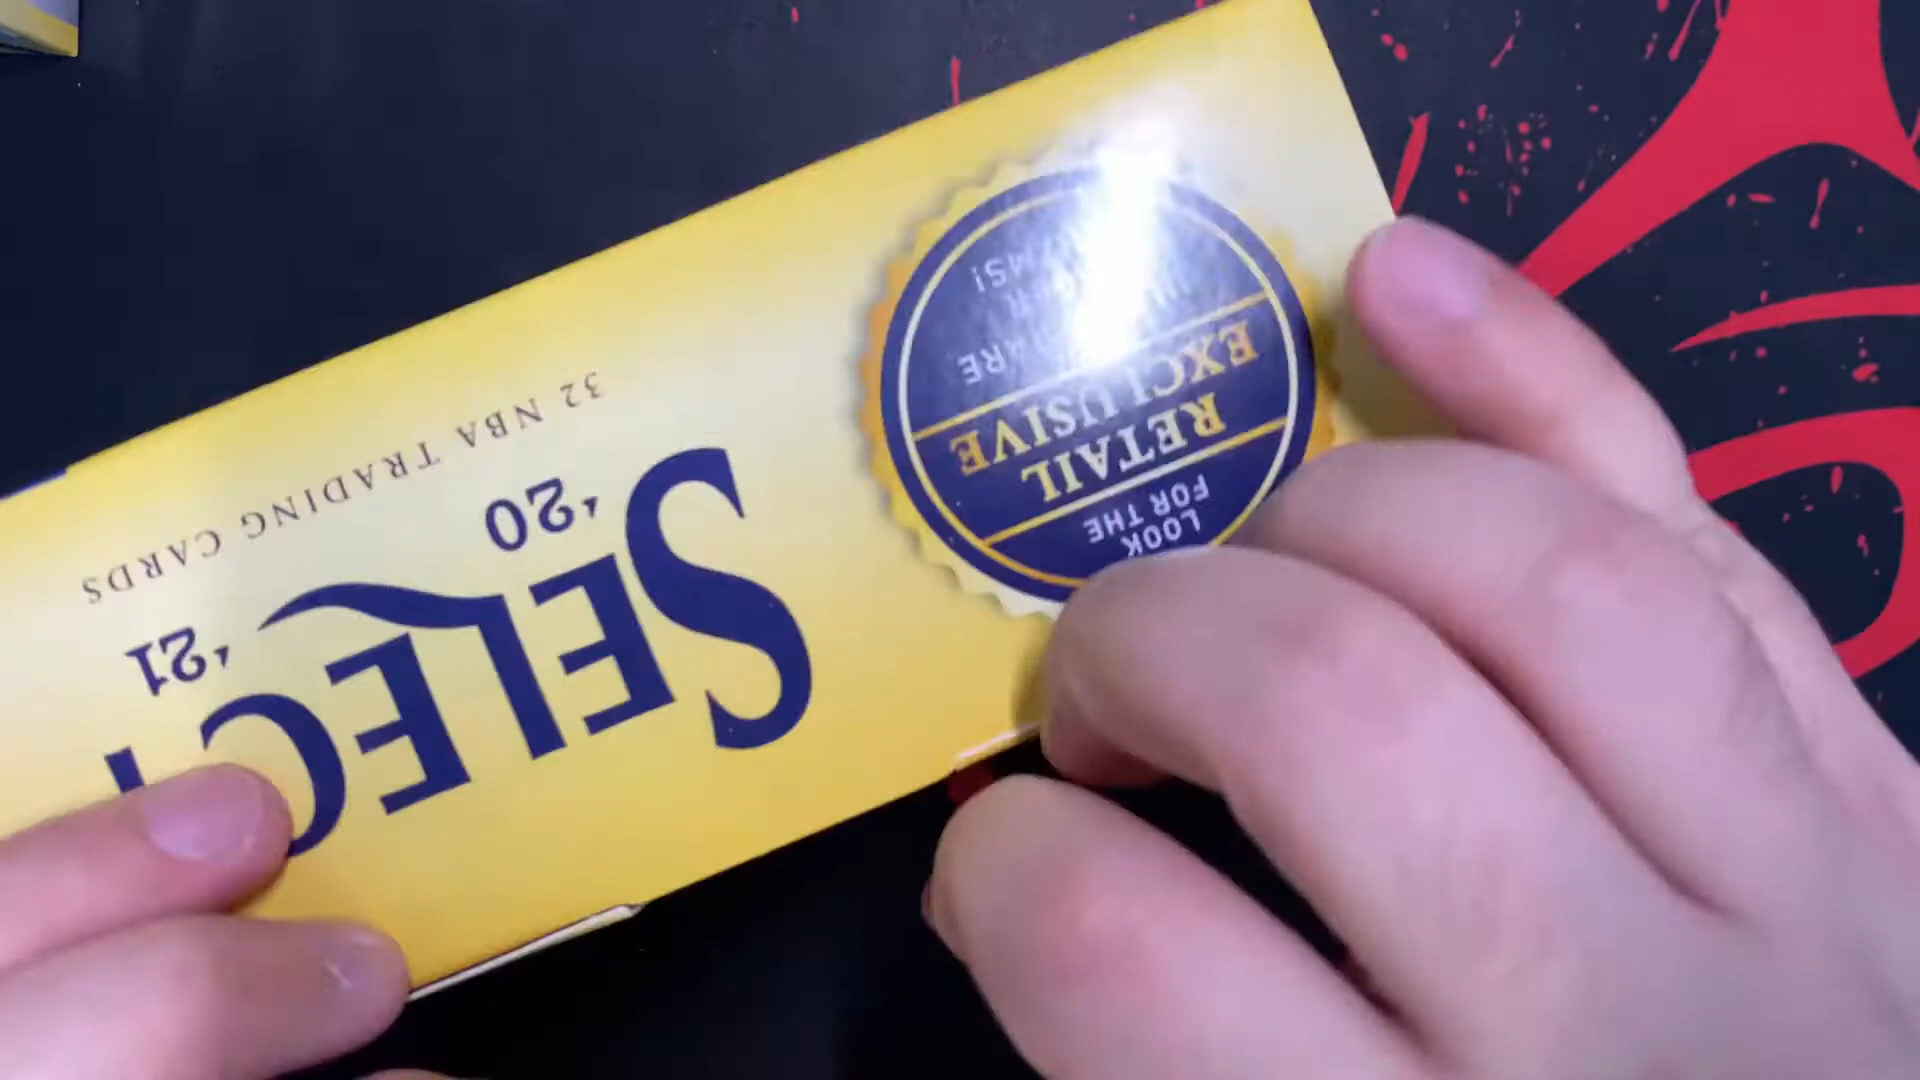 LOOK
FOR THE
RETAIL
EXCLUSIVE
SELECT
'20 '21
32 NBA TRADING CARDS